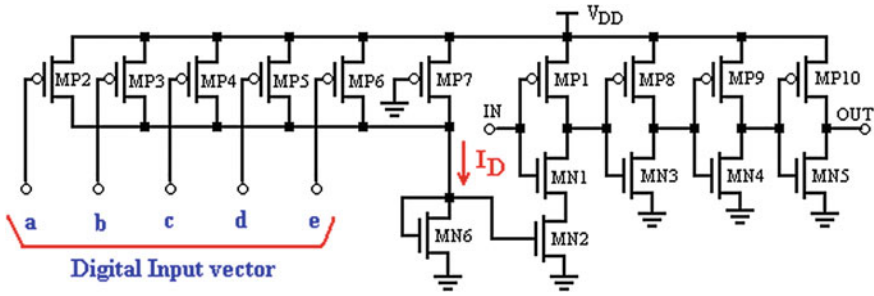 VDD
MP2 MP3 MP4 MP5 MP6 MP7 MP1 MP8 MP9 MP10
IN OUT
ID
MN1 MN3 MN4 MN5
a b c d e MN6 MN2
Digital Input vector